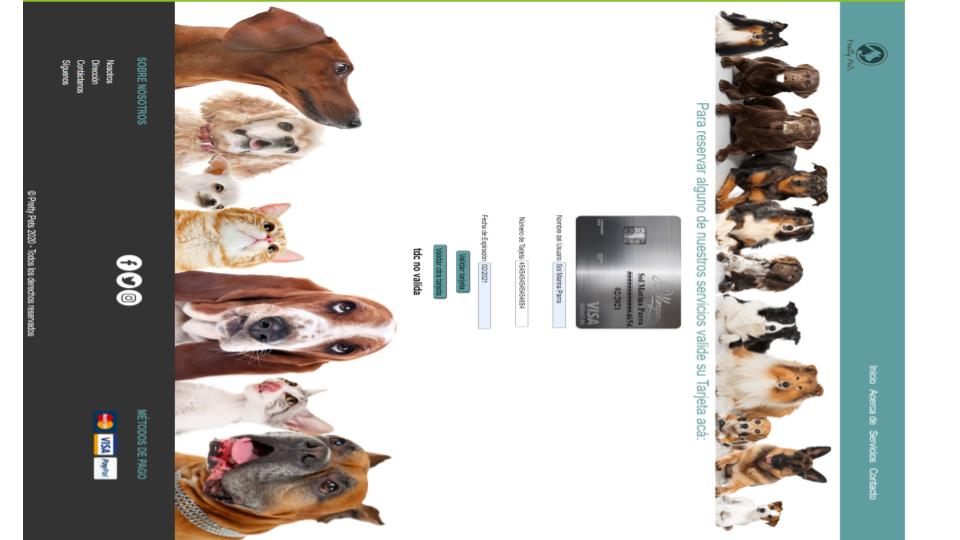 Pretty Pets
Inicio Acerca de Servicios Contacto
Para reservar alguno de nuestros servicios valide su Tarjeta acá:
J.P.Morgan
Sol Marina Parra
############4654
02/2021
VISA
Nombre del Usuario Sol Marina Parra
Número de Tarjeta 4545454545454654
Fecha de Expiración 02/2021
Validar tarjeta
Validar otra tarjeta
tdc no valida
SOBRE NOSOTROS
Nosotros
Dirección
Contáctanos
Síguenos
MÉTODOS DE PAGO
VISA PayPal
© Pretty Pets 2020 - Todos los derechos reservados